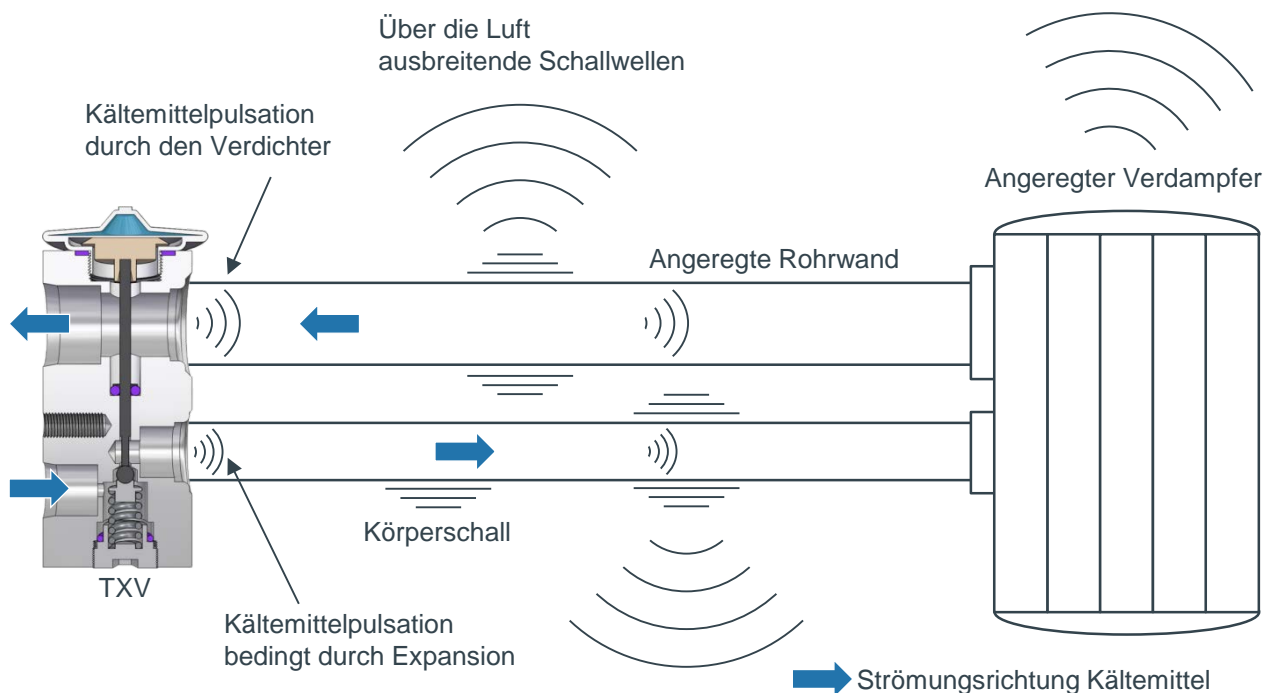 Über die Luft
ausbreitende Schallwellen
Kältemittelpulsation
durch den Verdichter
Angeregter Verdampfer
Angeregte Rohrwand
Körperschall
TXV
Kältemittelpulsation
bedingt durch Expansion
Strömungsrichtung Kältemittel